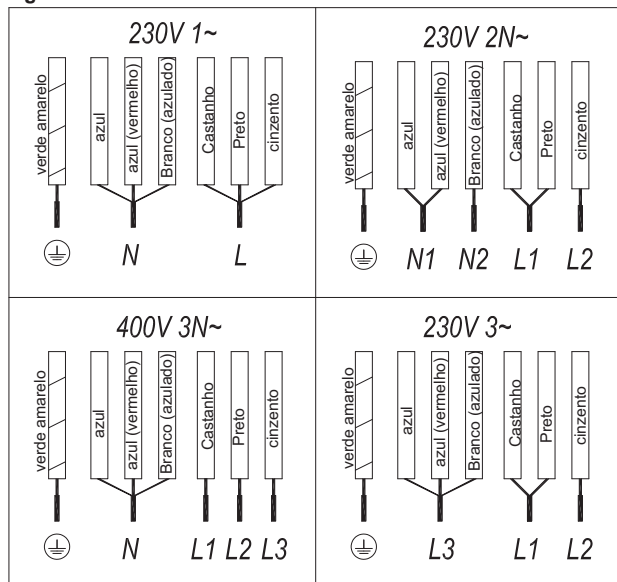 230V 1~
verde amarelo
azul
azul (vermelho)
Branco (azulado)
Castanho
Preto
cinzento
N
L
230V 2N~
verde amarelo
azul
azul (vermelho)
Branco (azulado)
Castanho
Preto
cinzento
N1 N2 L1 L2
400V 3N~
verde amarelo
azul
azul (vermelho)
Branco (azulado)
Castanho
Preto
cinzento
N L1 L2 L3
230V 3~
verde amarelo
azul
azul (vermelho)
Branco (azulado)
Castanho
Preto
cinzento
L3 L1 L2